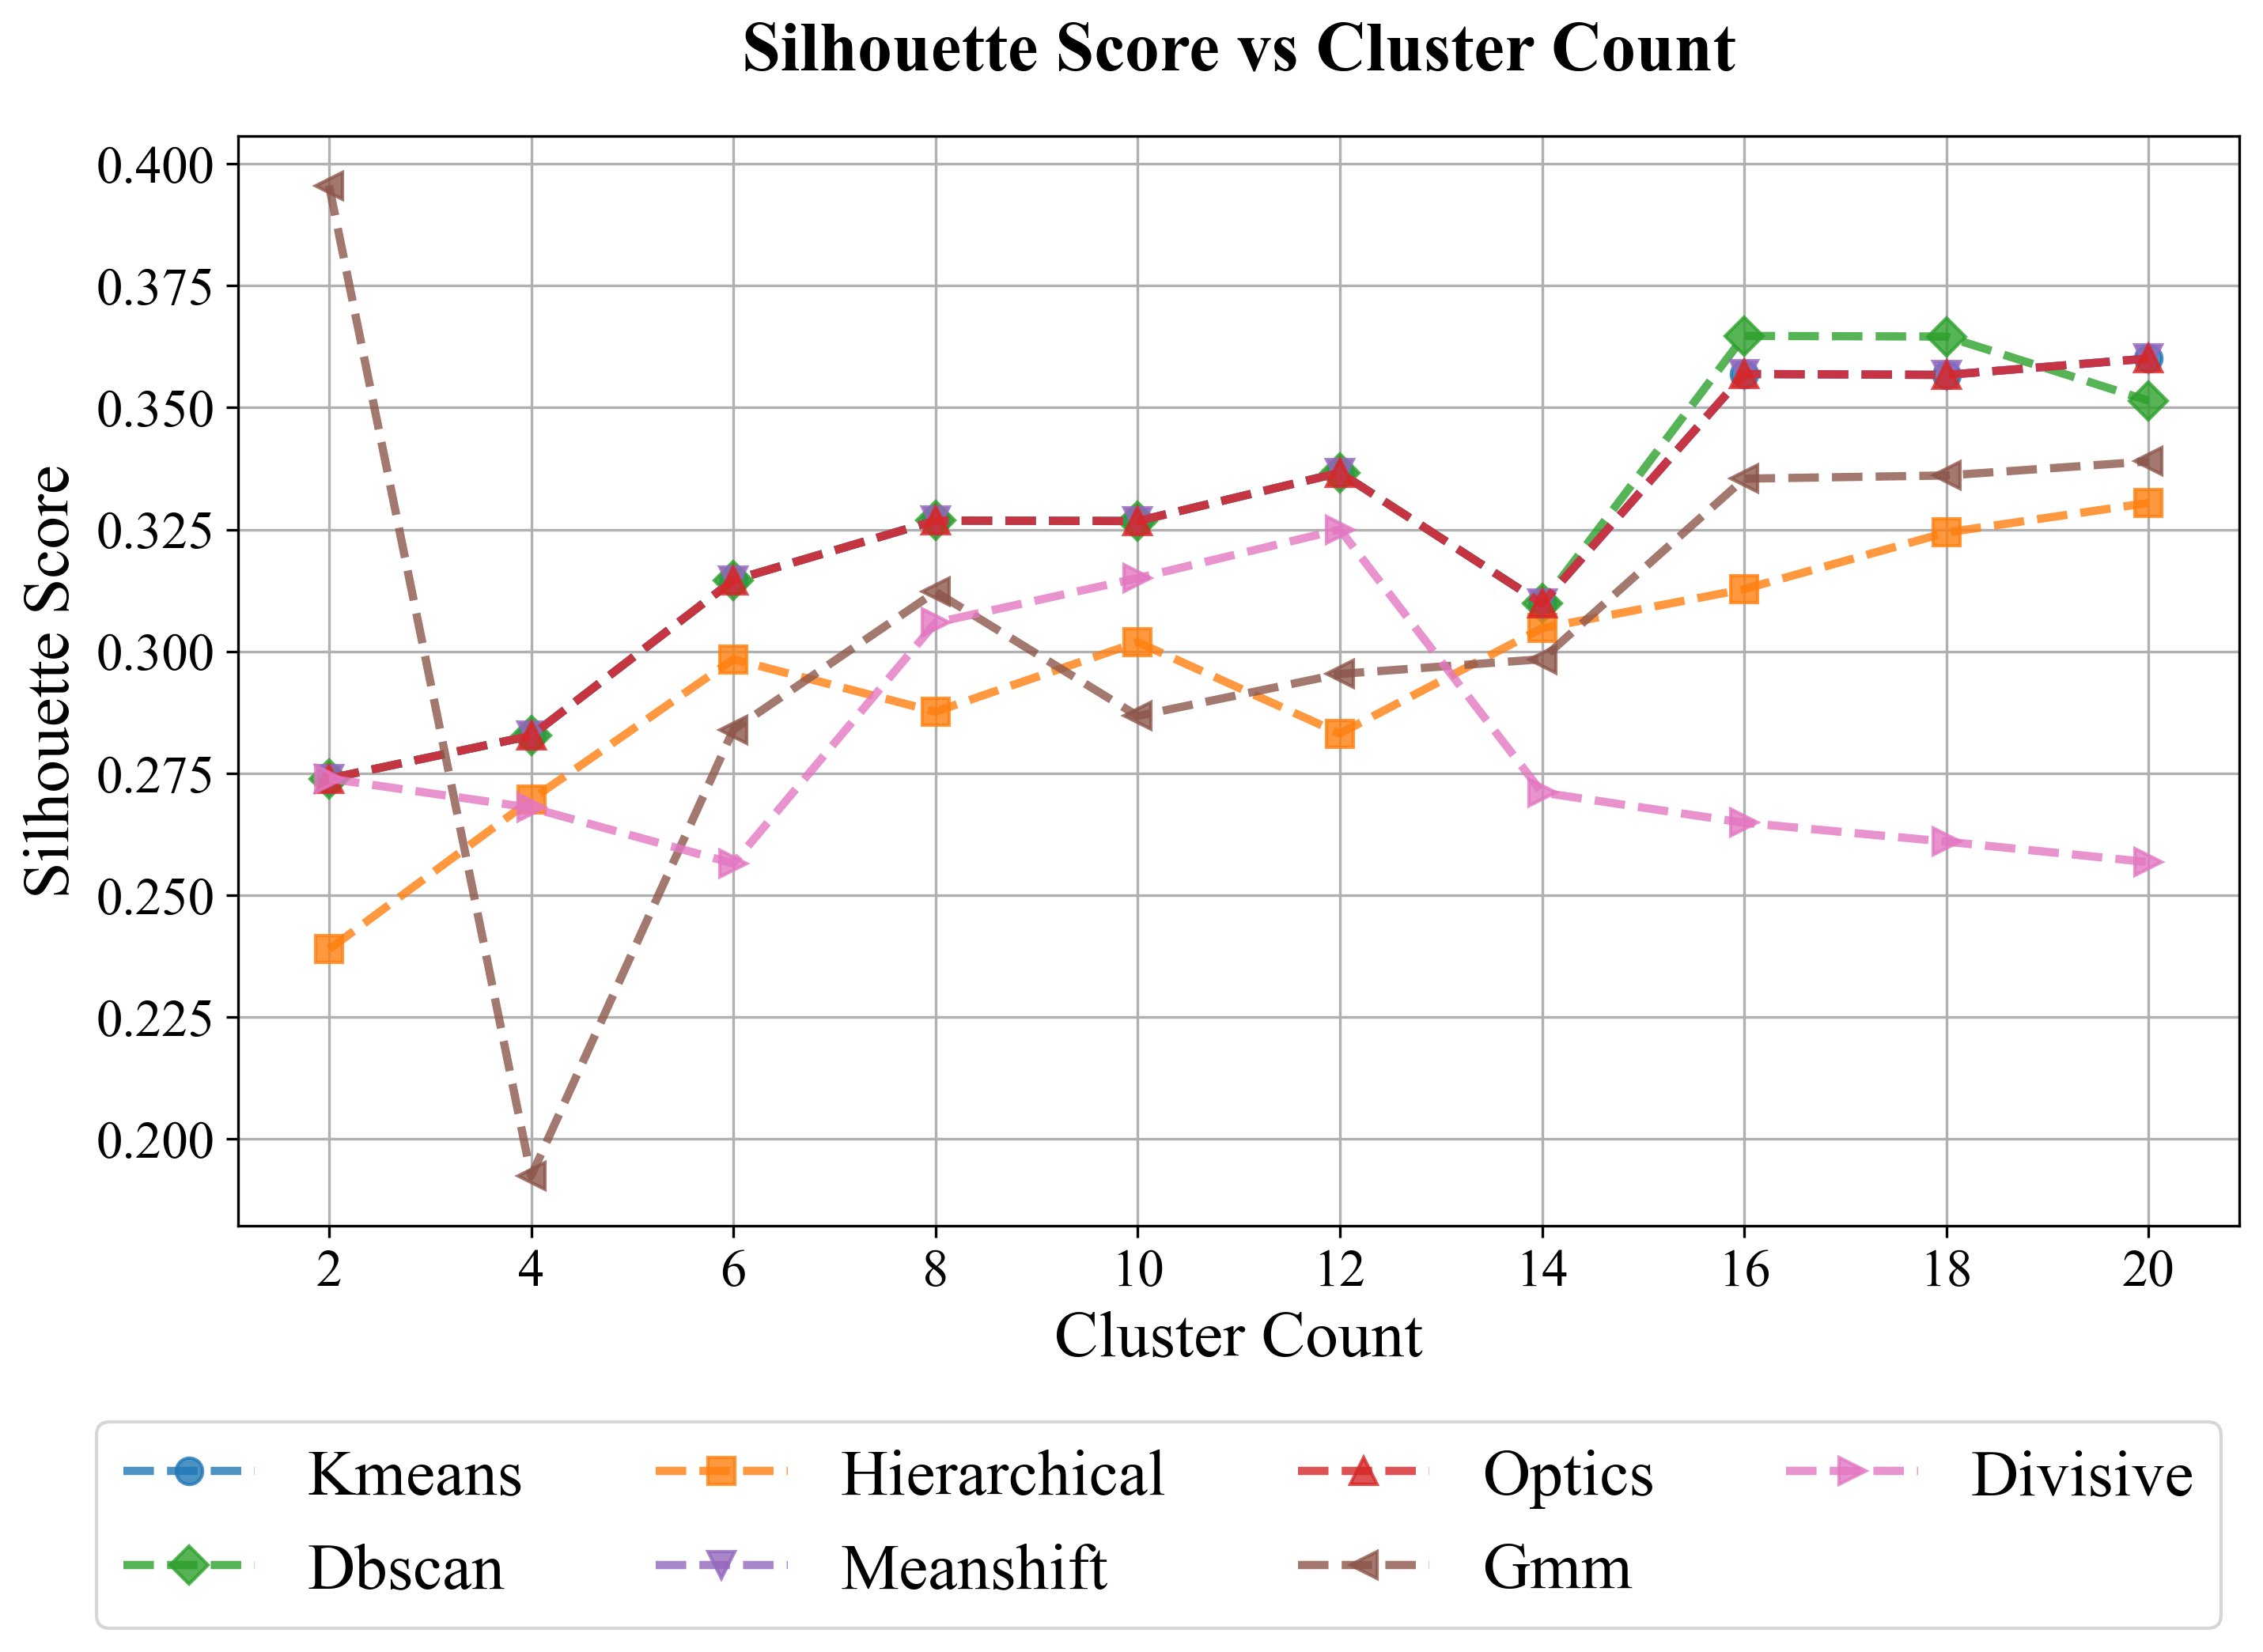 Silhouette Score vs Cluster Count
Silhouette Score
0.400
0.375
0.350
0.325
0.300
0.275
0.250
0.225
0.200
2 4 6 8 10 12 14 16 18 20
Cluster Count
Kmeans Hierarchical Optics Divisive
Dbscan Meanshift Gmm